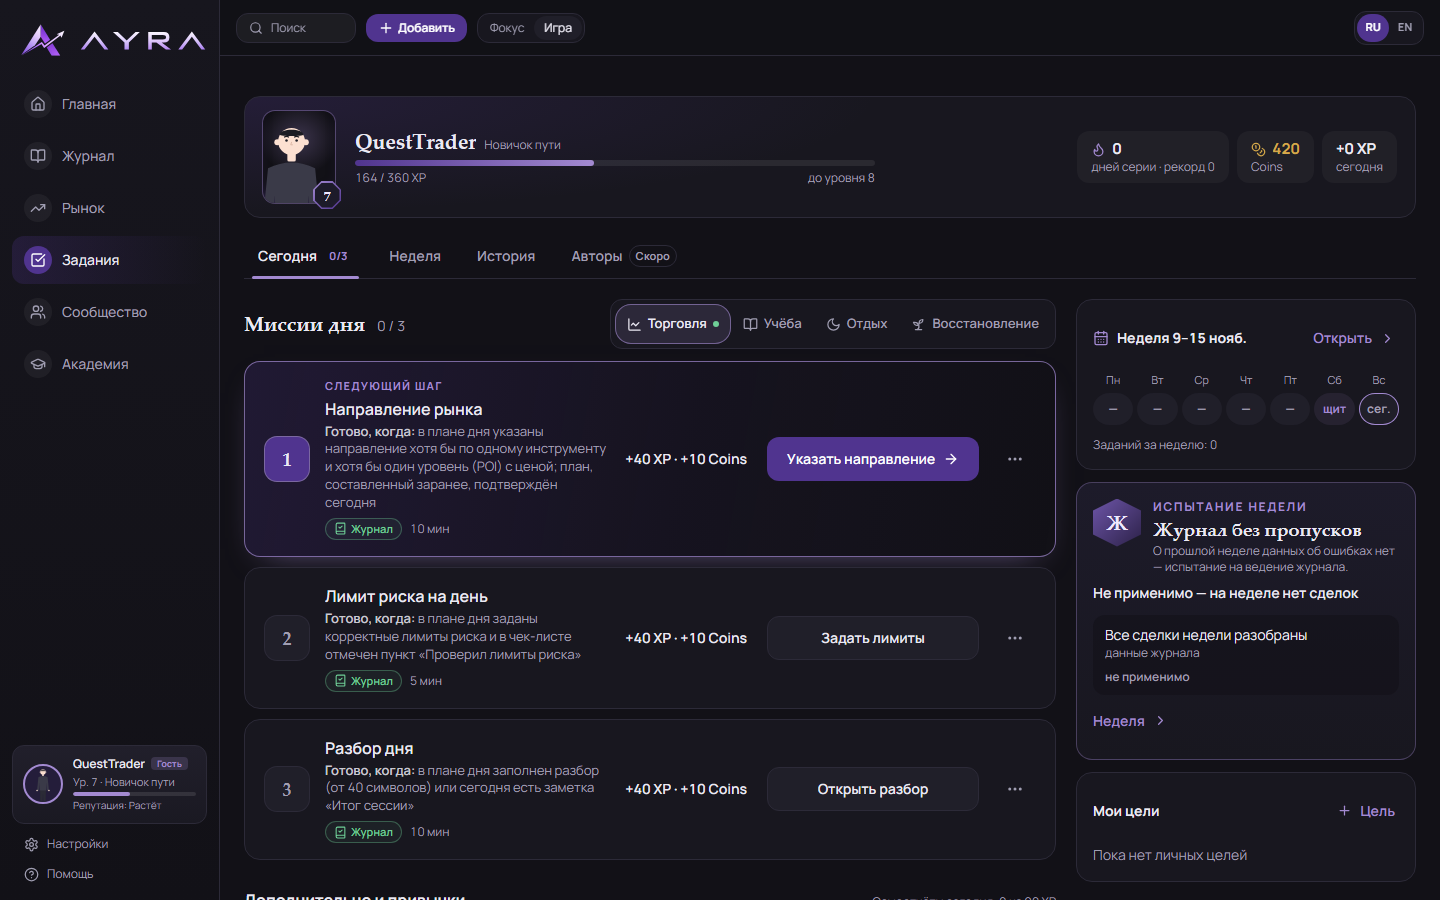 AYRA
Поиск
Добавить
Фокус
Игра
RU
EN
Главная
Журнал
Рынок
Задания
Сообщество
Академия
QuestTrader
Гость
Ур. 7 · Новичок пути
Репутация: Растёт
Настройки
Помощь
QuestTrader Новичок пути
164 / 360 XP
до уровня 8
7
0
дней серии · рекорд 0
420
Coins
+0 XP
сегодня
Сегодня 0/3
Неделя
История
Авторы Скоро
Миссии дня 0 / 3
Торговля
Учёба
Отдых
Восстановление
СЛЕДУЮЩИЙ ШАГ
1
Направление рынка
Готово, когда: в плане дня указаны
направление хотя бы по одному инструменту
и хотя бы один уровень (POI) с ценой; план,
составленный заранее, подтверждён
сегодня
Журнал 10 мин
+40 XP · +10 Coins
Указать направление
2
Лимит риска на день
Готово, когда: в плане дня заданы
корректные лимиты риска и в чек-листе
отмечен пункт «Проверил лимиты риска»
Журнал 5 мин
+40 XP · +10 Coins
Задать лимиты
3
Разбор дня
Готово, когда: в плане дня заполнен разбор
(от 40 символов) или сегодня есть заметка
«Итог сессии»
Журнал 10 мин
+40 XP · +10 Coins
Открыть разбор
Дополнительно и привычки
Неделя 9–15 нояб.
Открыть
Пн Вт Ср Чт Пт Сб Вс
– – – – – щит сег.
Заданий за неделю: 0
Ж
ИСПЫТАНИЕ НЕДЕЛИ
Журнал без пропусков
О прошлой неделе данных об ошибках нет
— испытание на ведение журнала.
Не применимо — на неделе нет сделок
Все сделки недели разобраны
данные журнала
не применимо
Неделя
Мои цели
+ Цель
Пока нет личных целей